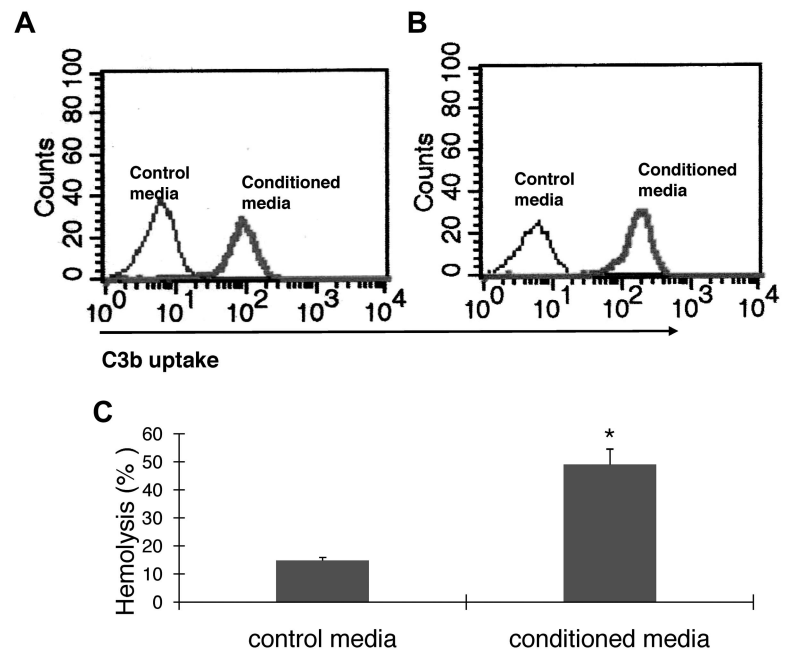 A
B
100
80
60
40
20
0
Counts
Control
media
Conditioned
media
10^0
10^1
10^2
10^3
10^4
100
80
60
40
20
0
Counts
Control
media
Conditioned
media
10^0
10^1
10^2
10^3
10^4
C3b uptake
C
60
50
40
30
20
10
0
Hemolysis (% )
*
control media
conditioned media